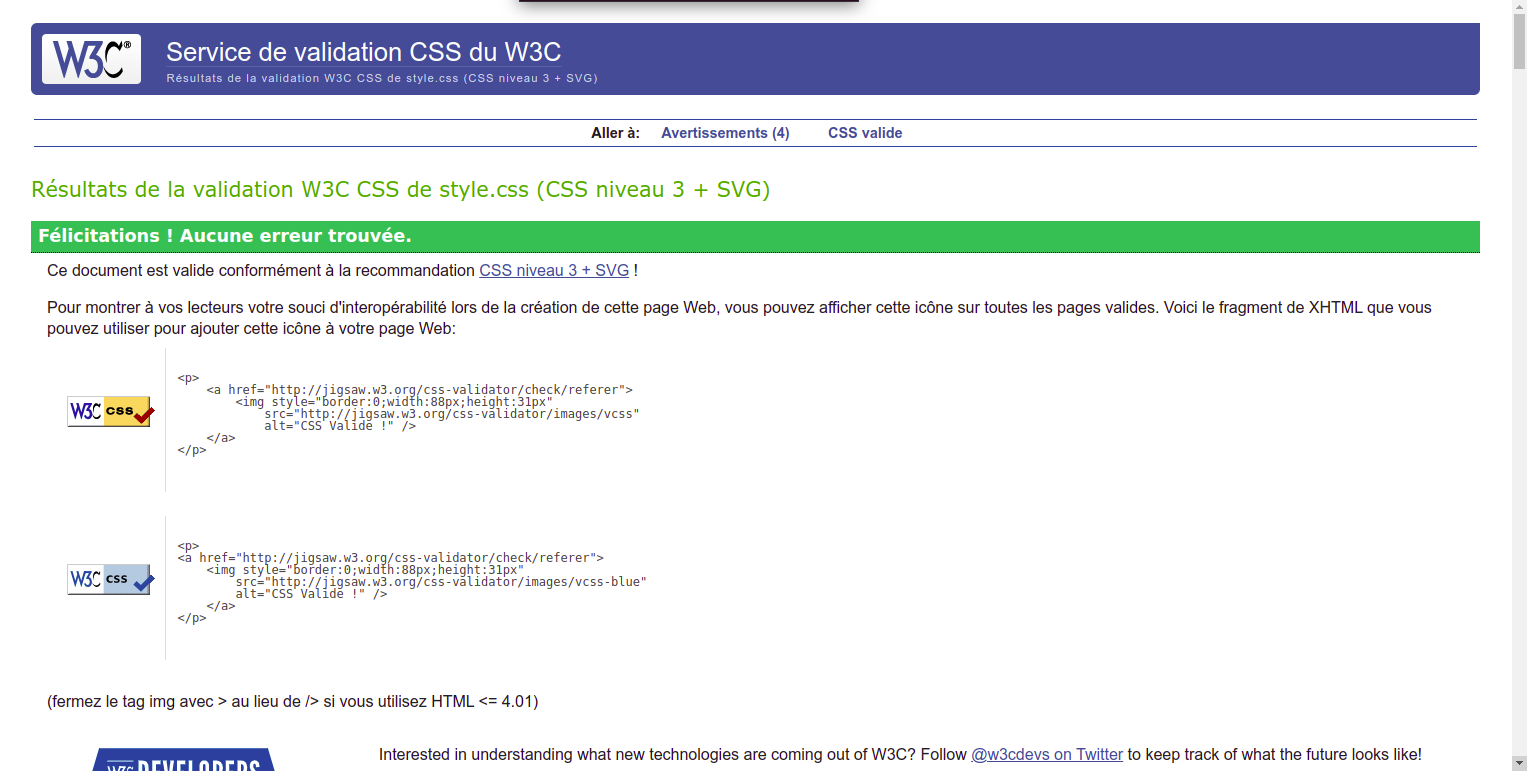 W3C®
Service de validation CSS du W3C
Résultats de la validation W3C CSS de style.css (CSS niveau 3 + SVG)
Aller à: Avertissements (4) CSS valide
Résultats de la validation W3C CSS de style.css (CSS niveau 3 + SVG)
Félicitations ! Aucune erreur trouvée.
Ce document est valide conformément à la recommandation CSS niveau 3 + SVG !
Pour montrer à vos lecteurs votre souci d'interopérabilité lors de la création de cette page Web, vous pouvez afficher cette icône sur toutes les pages valides. Voici le fragment de XHTML que vous
pouvez utiliser pour ajouter cette icône à votre page Web:
W3C css
<p>
<a href="http://jigsaw.w3.org/css-validator/check/referer">
<img style="border:0;width:88px;height:31px"
src="http://jigsaw.w3.org/css-validator/images/vcss"
alt="CSS Valide !" />
</a>
</p>
W3C css
<p>
<a href="http://jigsaw.w3.org/css-validator/check/referer">
<img style="border:0;width:88px;height:31px"
src="http://jigsaw.w3.org/css-validator/images/vcss-blue"
alt="CSS Valide !" />
</a>
</p>
(fermez le tag img avec > au lieu de /> si vous utilisez HTML <= 4.01)
W3C DEVELOPERS
Interested in understanding what new technologies are coming out of W3C? Follow @w3cdevs on Twitter to keep track of what the future looks like!